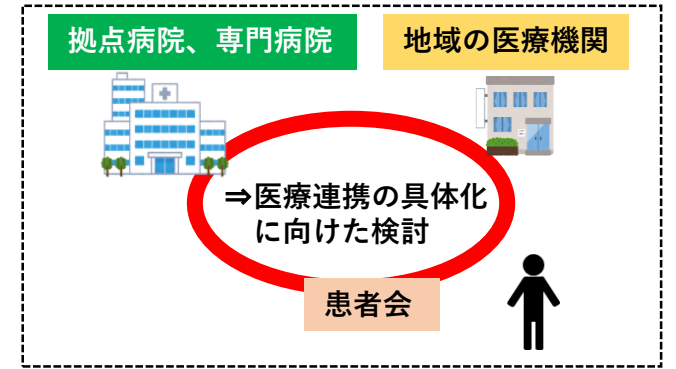 拠点病院、専門病院
地域の医療機関
⇒医療連携の具体化
に向けた検討
患者会